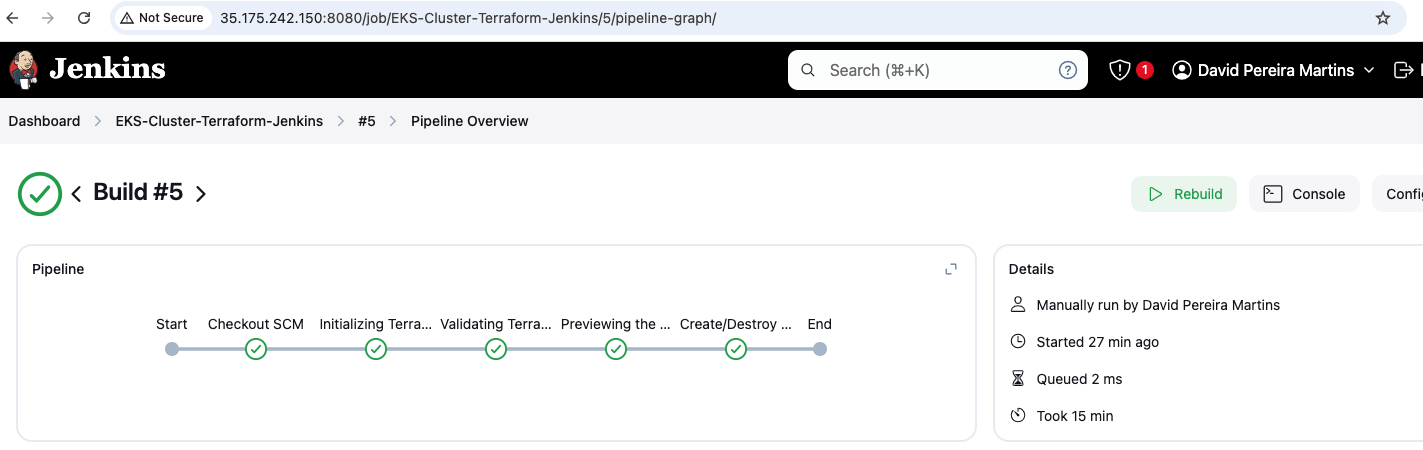 Not Secure 35.175.242.150:8080/job/EKS-Cluster-Terraform-Jenkins/5/pipeline-graph/
Jenkins Search (⌘+K) ? 1 David Pereira Martins
Dashboard > EKS-Cluster-Terraform-Jenkins > #5 > Pipeline Overview
Build #5
Rebuild Console Config
Pipeline
Start Checkout SCM Initializing Terra... Validating Terra... Previewing the ... Create/Destroy ... End
Details
Manually run by David Pereira Martins
Started 27 min ago
Queued 2 ms
Took 15 min